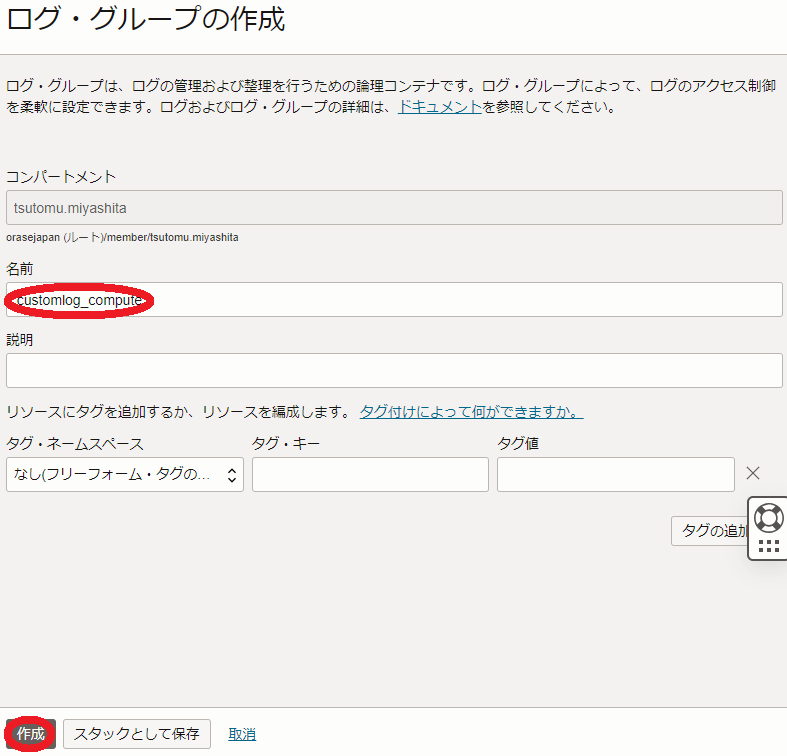 ログ・グループの作成
ログ・グループは、ログの管理および整理を行うための論理コンテナです。ログ・グループによって、ログのアクセス制御
を柔軟に設定できます。ログおよびログ・グループの詳細は、ドキュメントを参照してください。
コンパートメント
tsutomu.miyashita
orasejapan (ルート)/member/tsutomu.miyashita
名前
customlog_compute
説明
リソースにタグを追加するか、リソースを編成します。 タグ付けによって何ができますか。
タグ・ネームスペース タグ・キー タグ値
なし(フリーフォーム・タグの...
タグの追加
作成 スタックとして保存 取消